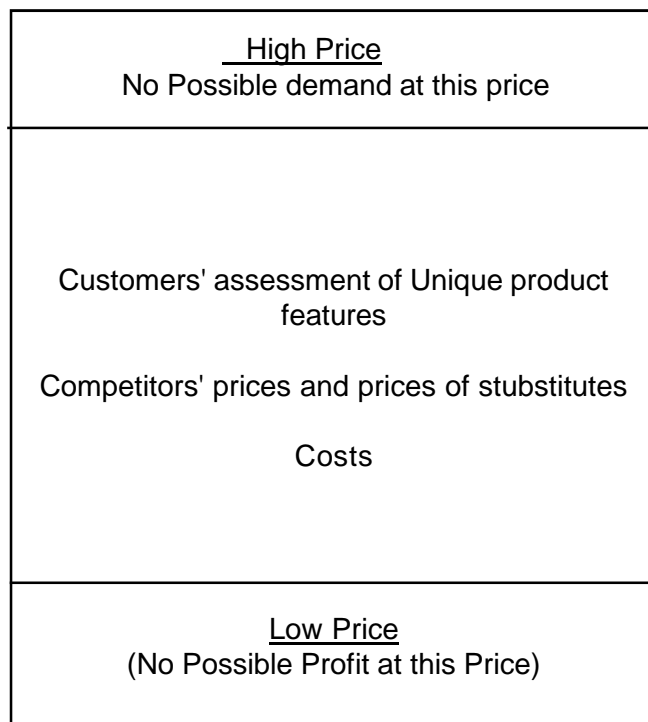 High Price
No Possible demand at this price
Customers' assessment of Unique product
features
Competitors' prices and prices of stubstitutes
Costs
Low Price
(No Possible Profit at this Price)